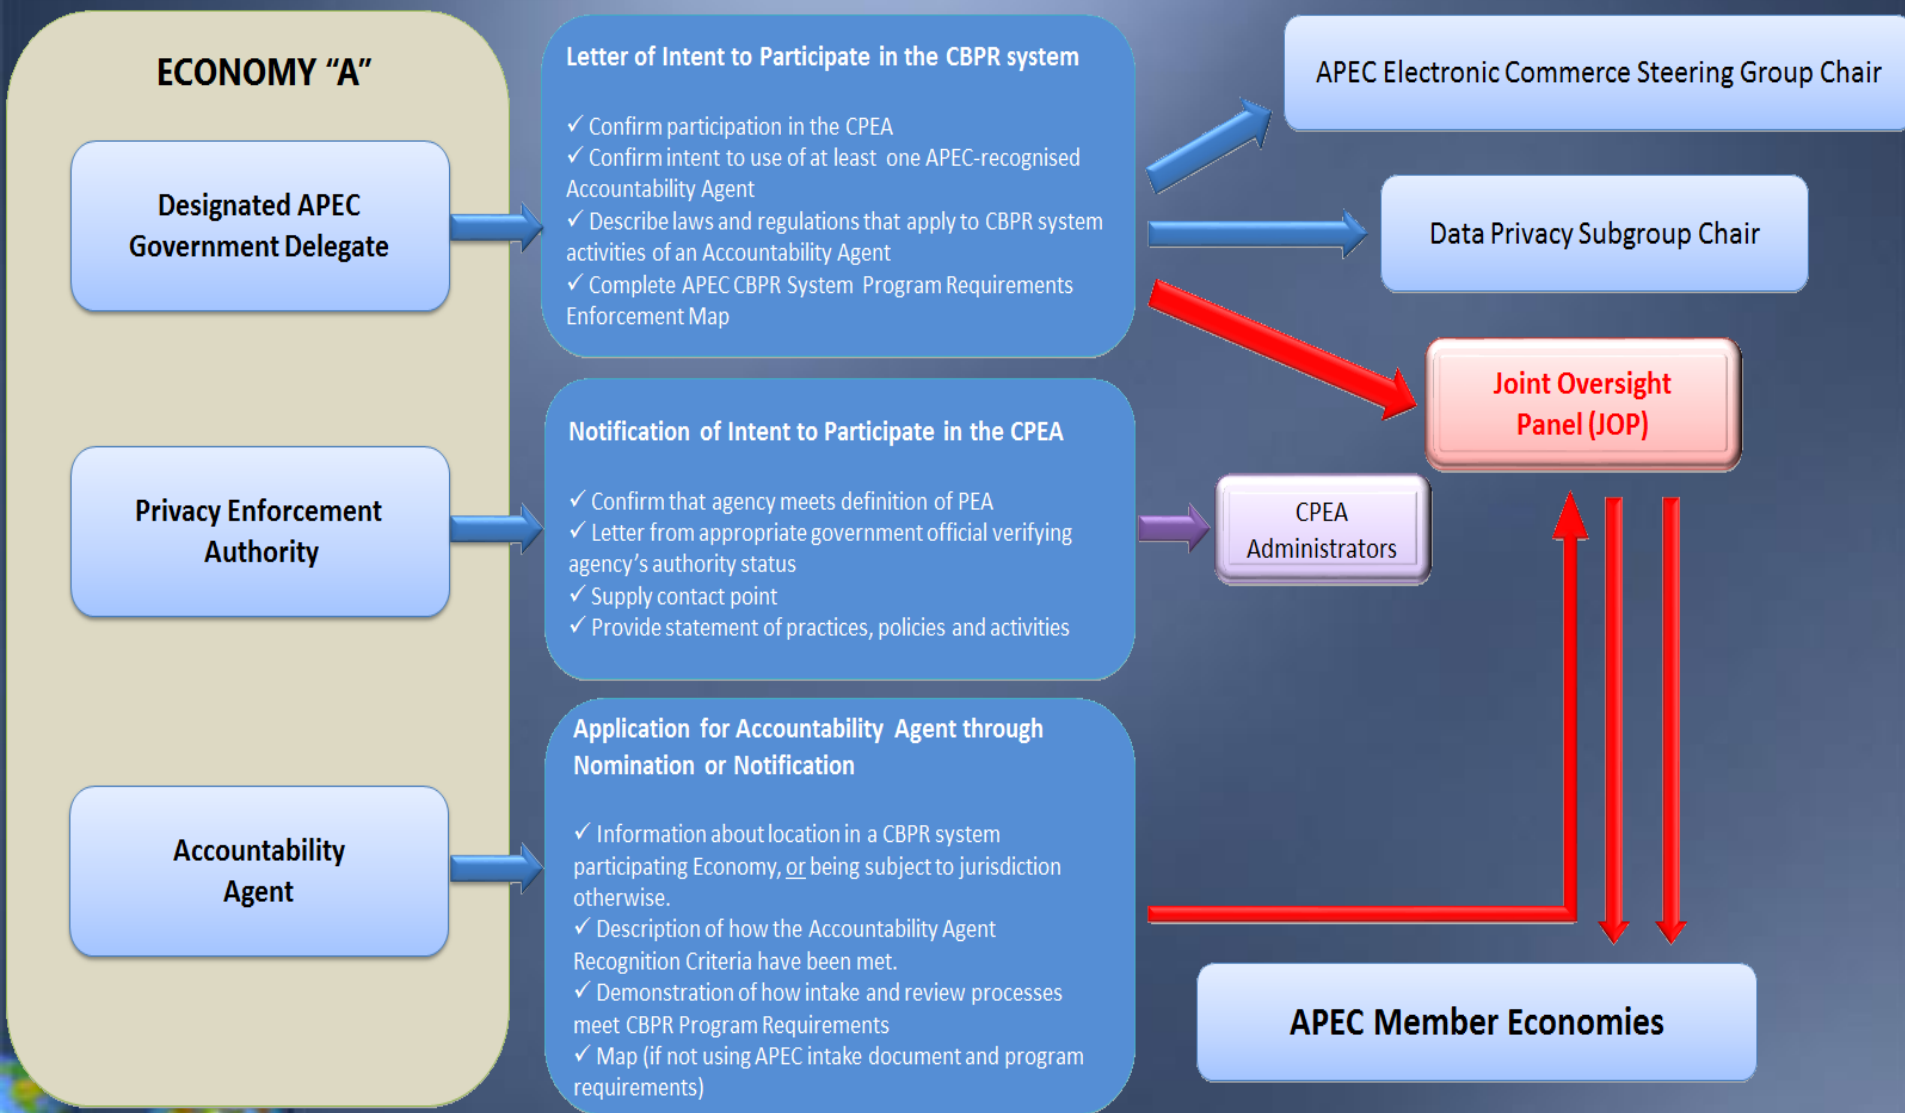 ECONOMY “A”
Designated APEC
Government Delegate
Privacy Enforcement
Authority
Accountability
Agent
Letter of Intent to Participate in the CBPR system
✓ Confirm participation in the CPEA
✓ Confirm intent to use of at least one APEC-recognised
Accountability Agent
✓ Describe laws and regulations that apply to CBPR system
activities of an Accountability Agent
✓ Complete APEC CBPR System Program Requirements
Enforcement Map
Notification of Intent to Participate in the CPEA
✓ Confirm that agency meets definition of PEA
✓ Letter from appropriate government official verifying
agency’s authority status
✓ Supply contact point
✓ Provide statement of practices, policies and activities
Application for Accountability Agent through
Nomination or Notification
✓ Information about location in a CBPR system
participating Economy, or being subject to jurisdiction
otherwise.
✓ Description of how the Accountability Agent
Recognition Criteria have been met.
✓ Demonstration of how intake and review processes
meet CBPR Program Requirements
✓ Map (if not using APEC intake document and program
requirements)
APEC Electronic Commerce Steering Group Chair
Data Privacy Subgroup Chair
Joint Oversight
Panel (JOP)
CPEA
Administrators
APEC Member Economies